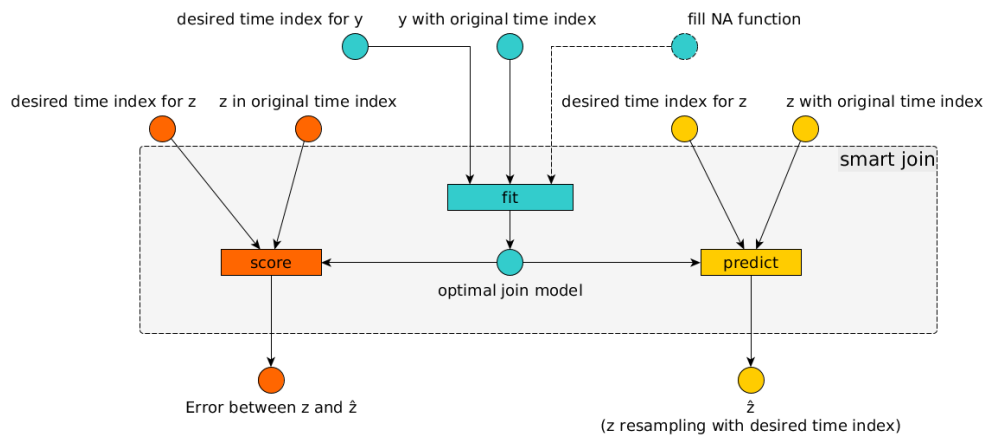 desired time index for y
y with original time index
fill NA function
desired time index for z
z in original time index
desired time index for z
z with original time index
smart join
fit
score
predict
optimal join model
Error between z and ẑ
ẑ
(z resampling with desired time index)